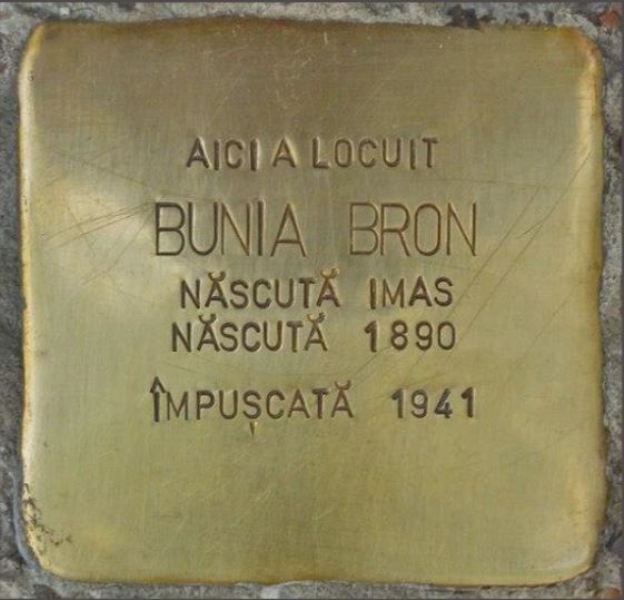 AICI A LOCUIT
BUNIA BRON
NĂSCUTĂ IMAS
NĂSCUTĂ 1890
ÎMPUȘCATĂ 1941